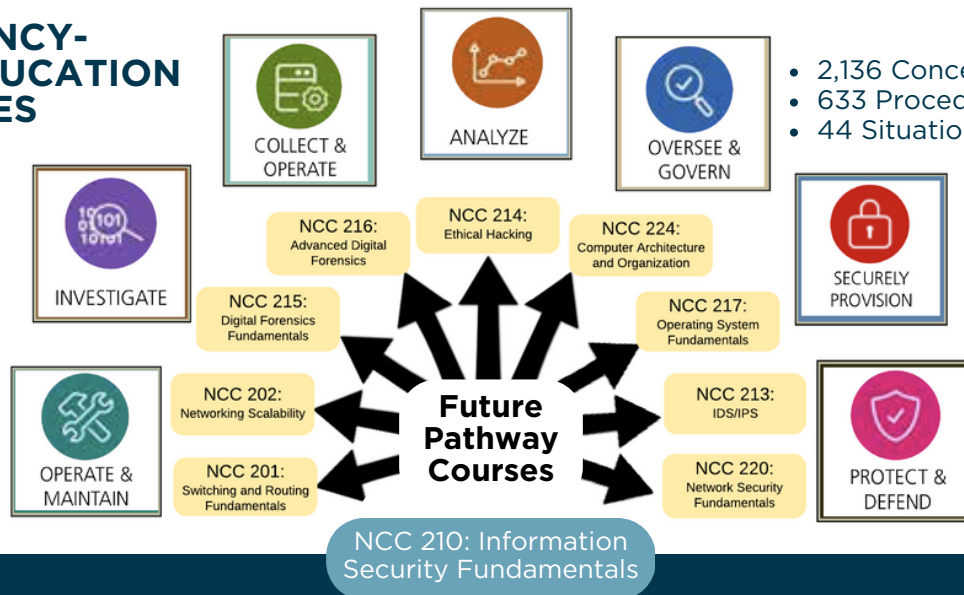 NCY-
UCATION
ES
2,136 Conce
633 Proced
44 Situation
COLLECT &
OPERATE
ANALYZE
OVERSEE &
GOVERN
INVESTIGATE
SECURELY
PROVISION
OPERATE &
MAINTAIN
PROTECT &
DEFEND
NCC 216:
Advanced Digital
Forensics
NCC 214:
Ethical Hacking
NCC 224:
Computer Architecture
and Organization
NCC 215:
Digital Forensics
Fundamentals
NCC 217:
Operating System
Fundamentals
NCC 202:
Networking Scalability
NCC 213:
IDS/IPS
NCC 201:
Switching and Routing
Fundamentals
NCC 220:
Network Security
Fundamentals
Future
Pathway
Courses
NCC 210: Information
Security Fundamentals